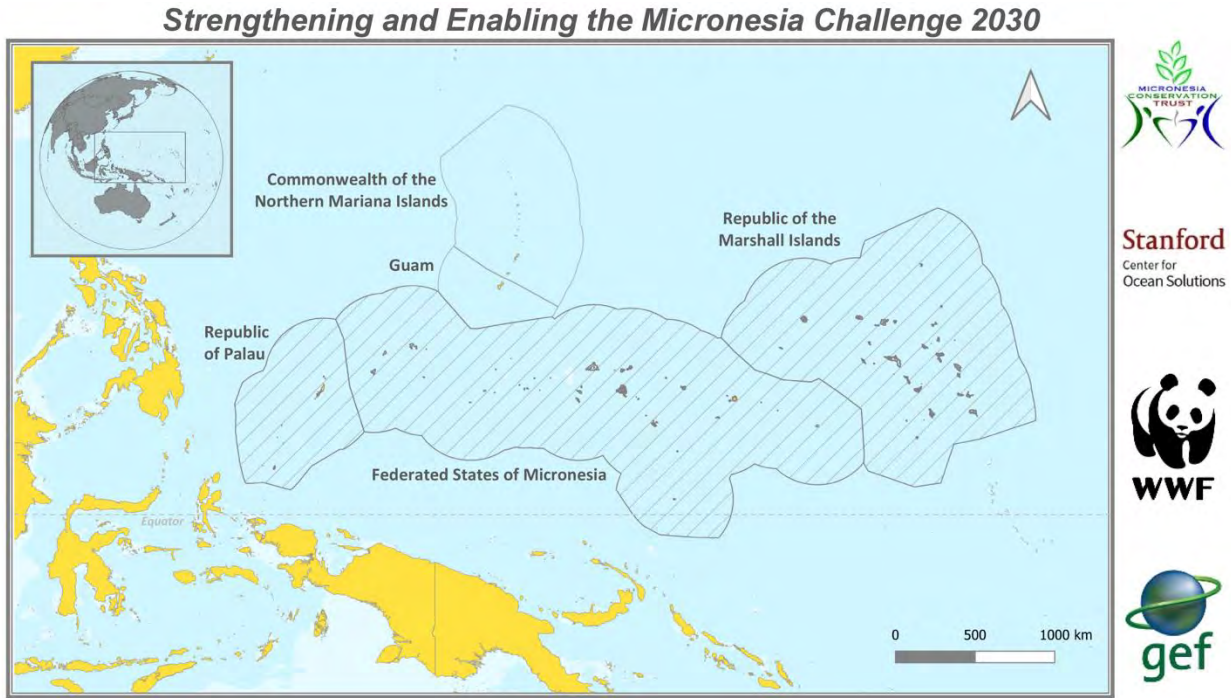 Strengthening and Enabling the Micronesia Challenge 2030
MICRONESIA
CONSERVATION
TRUST
Commonwealth of the
Northern Mariana Islands
Republic of the
Marshall Islands
Guam
Stanford
Center for
Ocean Solutions
Republic
of Palau
Federated States of Micronesia
WWF
Equator
0 500 1000 km
gef